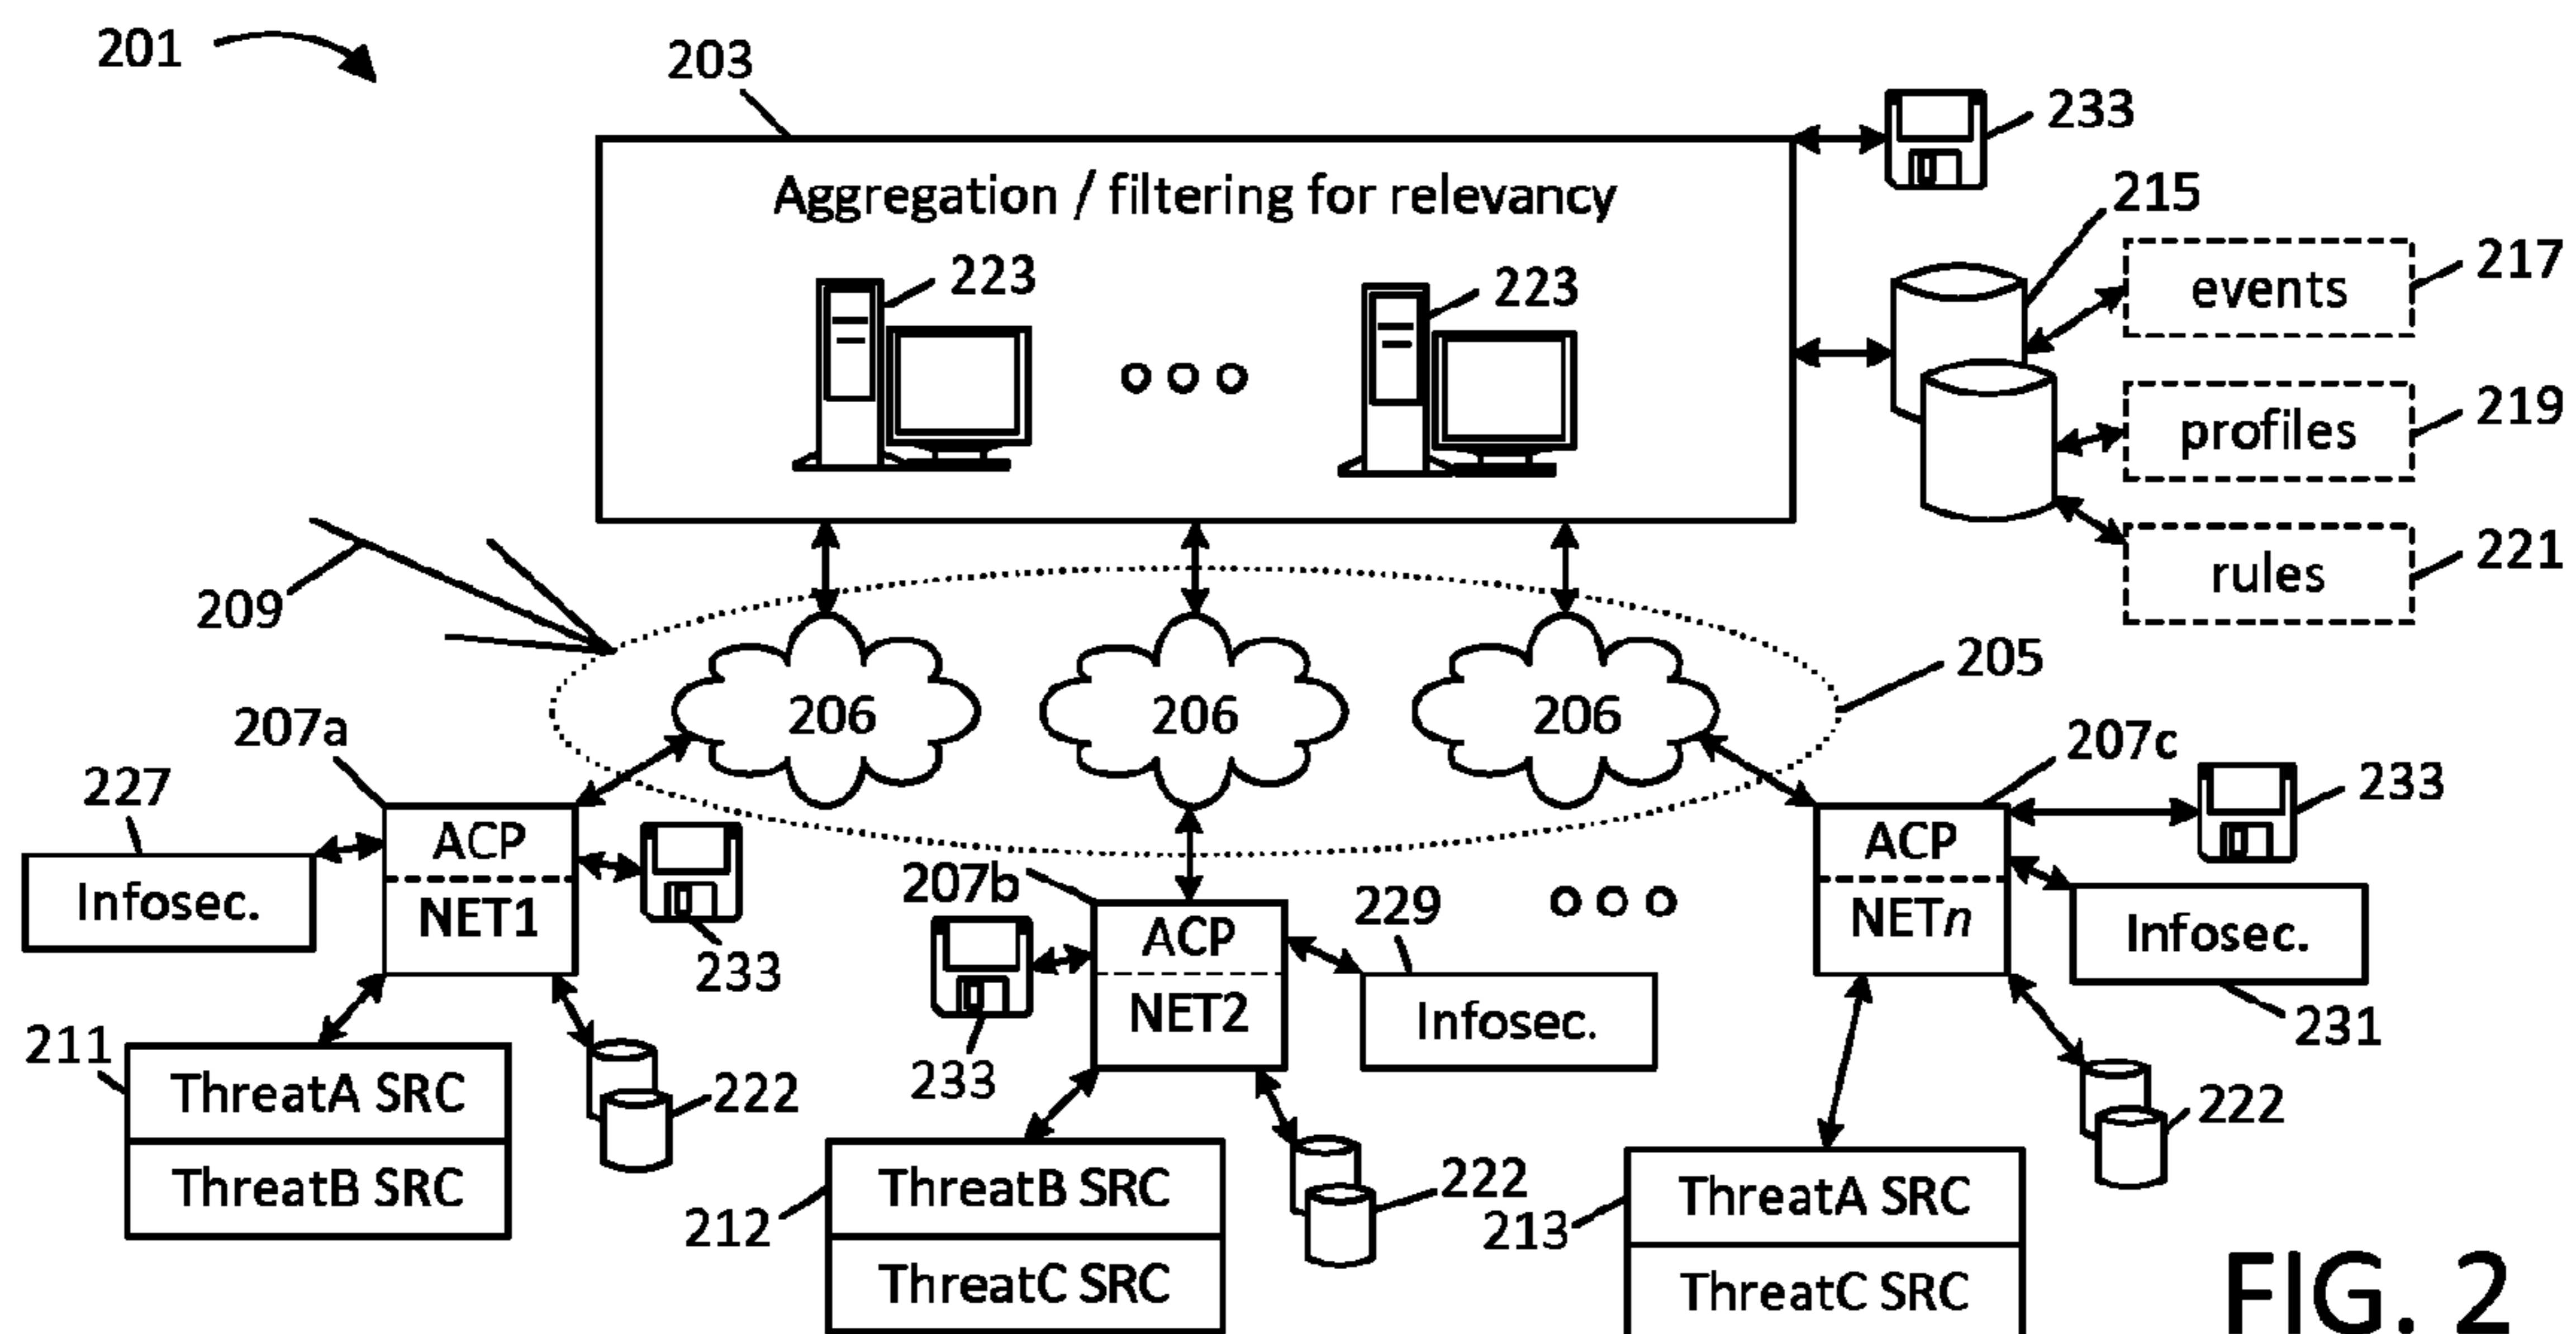 201
203
233
Aggregation / filtering for relevancy
215
217
events
223
223
219
profiles
221
rules
209
205
206
206
206
207a
207c
227
233
ACP
NET1
Infosec.
233
207b
ACP
NET2
233
229
Infosec.
ACP
NETn
Infosec.
231
211
ThreatA SRC
ThreatB SRC
222
212
ThreatB SRC
ThreatC SRC
222
213
ThreatA SRC
ThreatC SRC
222
FIG. 2